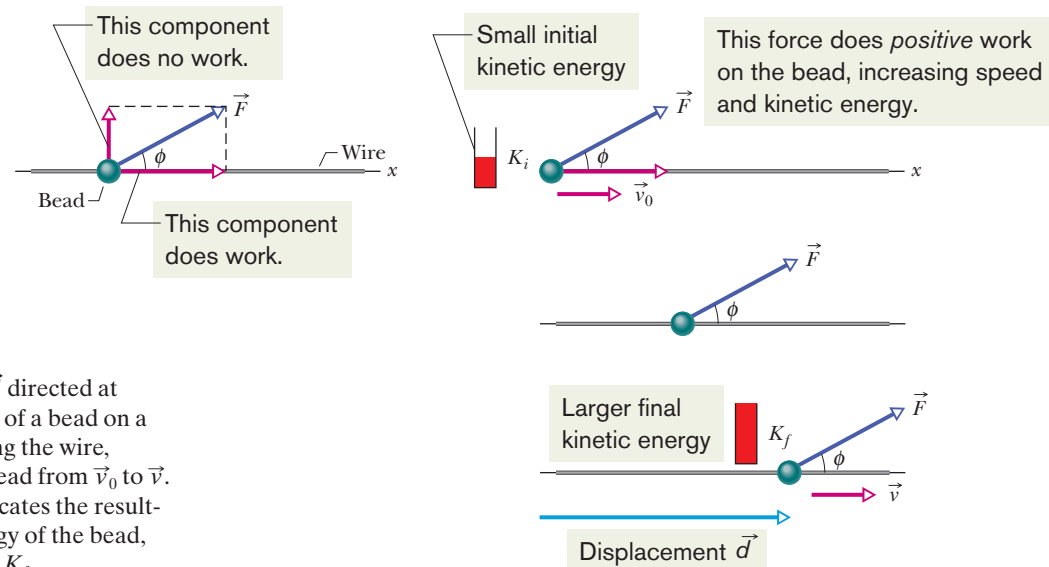 This component
does no work.
F
ϕ
Wire
x
Bead
This component
does work.
Small initial
kinetic energy
This force does positive work
on the bead, increasing speed
and kinetic energy.
F
K_i
ϕ
x
v_0
F
ϕ
directed at
of a bead on a
ng the wire,
ead from v_0 to v.
cates the result-
gy of the bead,
Larger final
kinetic energy
K_f
F
ϕ
v
Displacement d